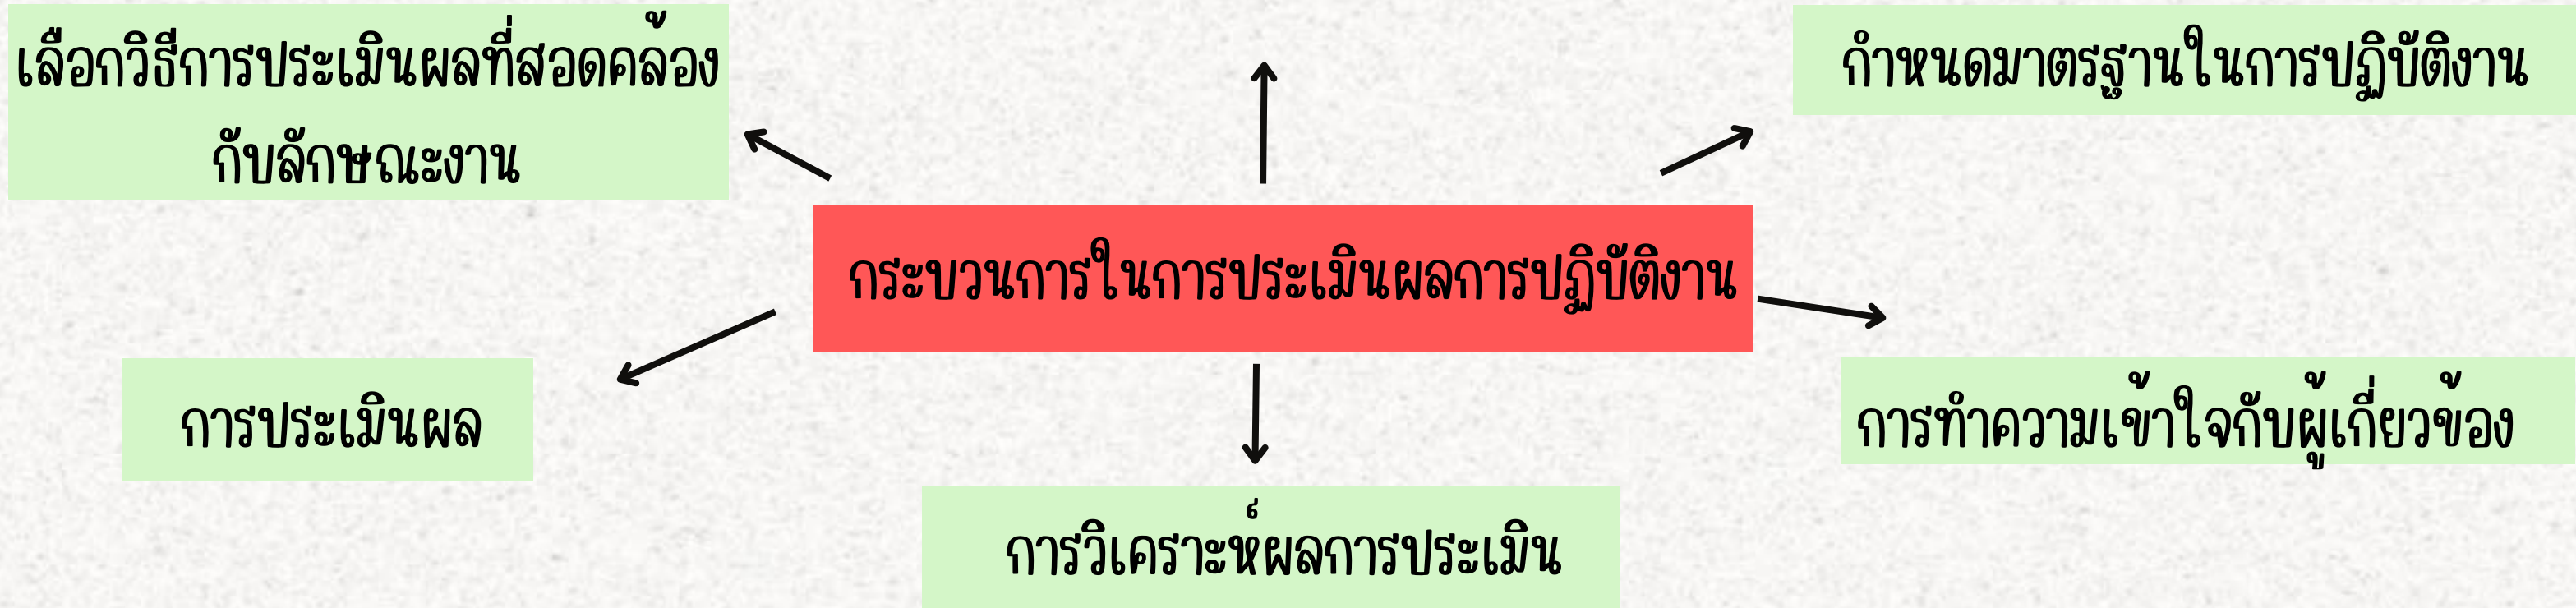 เลือกวิธีการประเมินผลที่สอดคล้อง
กับลักษณะงาน
กำหนดมาตรฐานในการปฏิบัติงาน
กระบวนการในการประเมินผลการปฏิบัติงาน
การประเมินผล
การทำความเข้าใจกับผู้เกี่ยวข้อง
การวิเคราะห์ผลการประเมิน